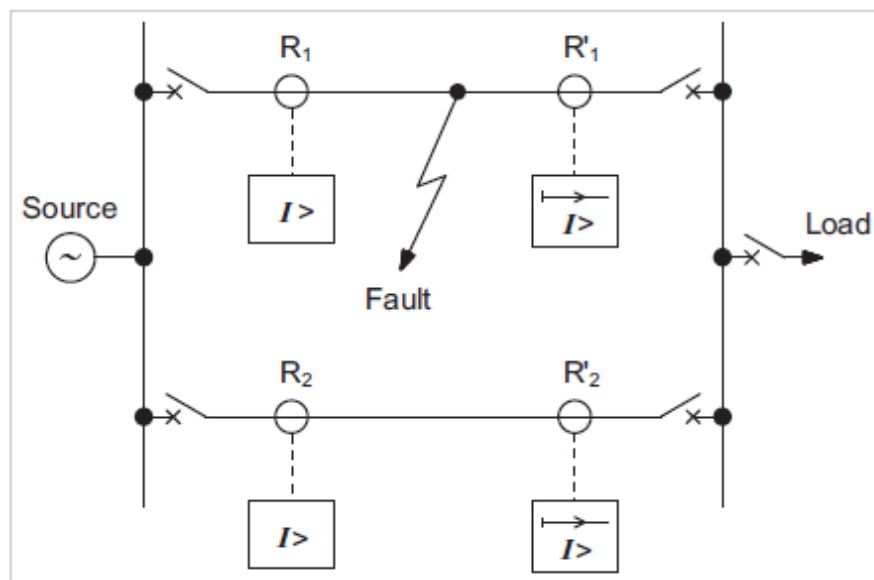 R₁
R'₁
I >
I >
Source
~
Load
Fault
R₂
R'₂
I >
I >